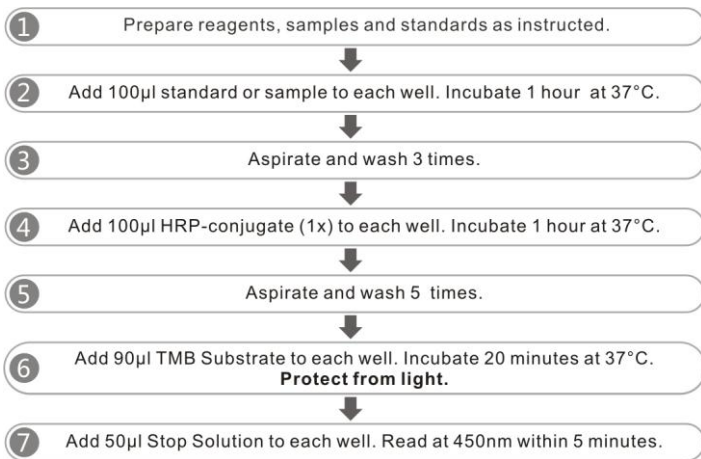 1 Prepare reagents, samples and standards as instructed.
2 Add 100μl standard or sample to each well. Incubate 1 hour at 37°C.
3 Aspirate and wash 3 times.
4 Add 100μl HRP-conjugate (1x) to each well. Incubate 1 hour at 37°C.
5 Aspirate and wash 5 times.
6 Add 90μl TMB Substrate to each well. Incubate 20 minutes at 37°C.
Protect from light.
7 Add 50μl Stop Solution to each well. Read at 450nm within 5 minutes.